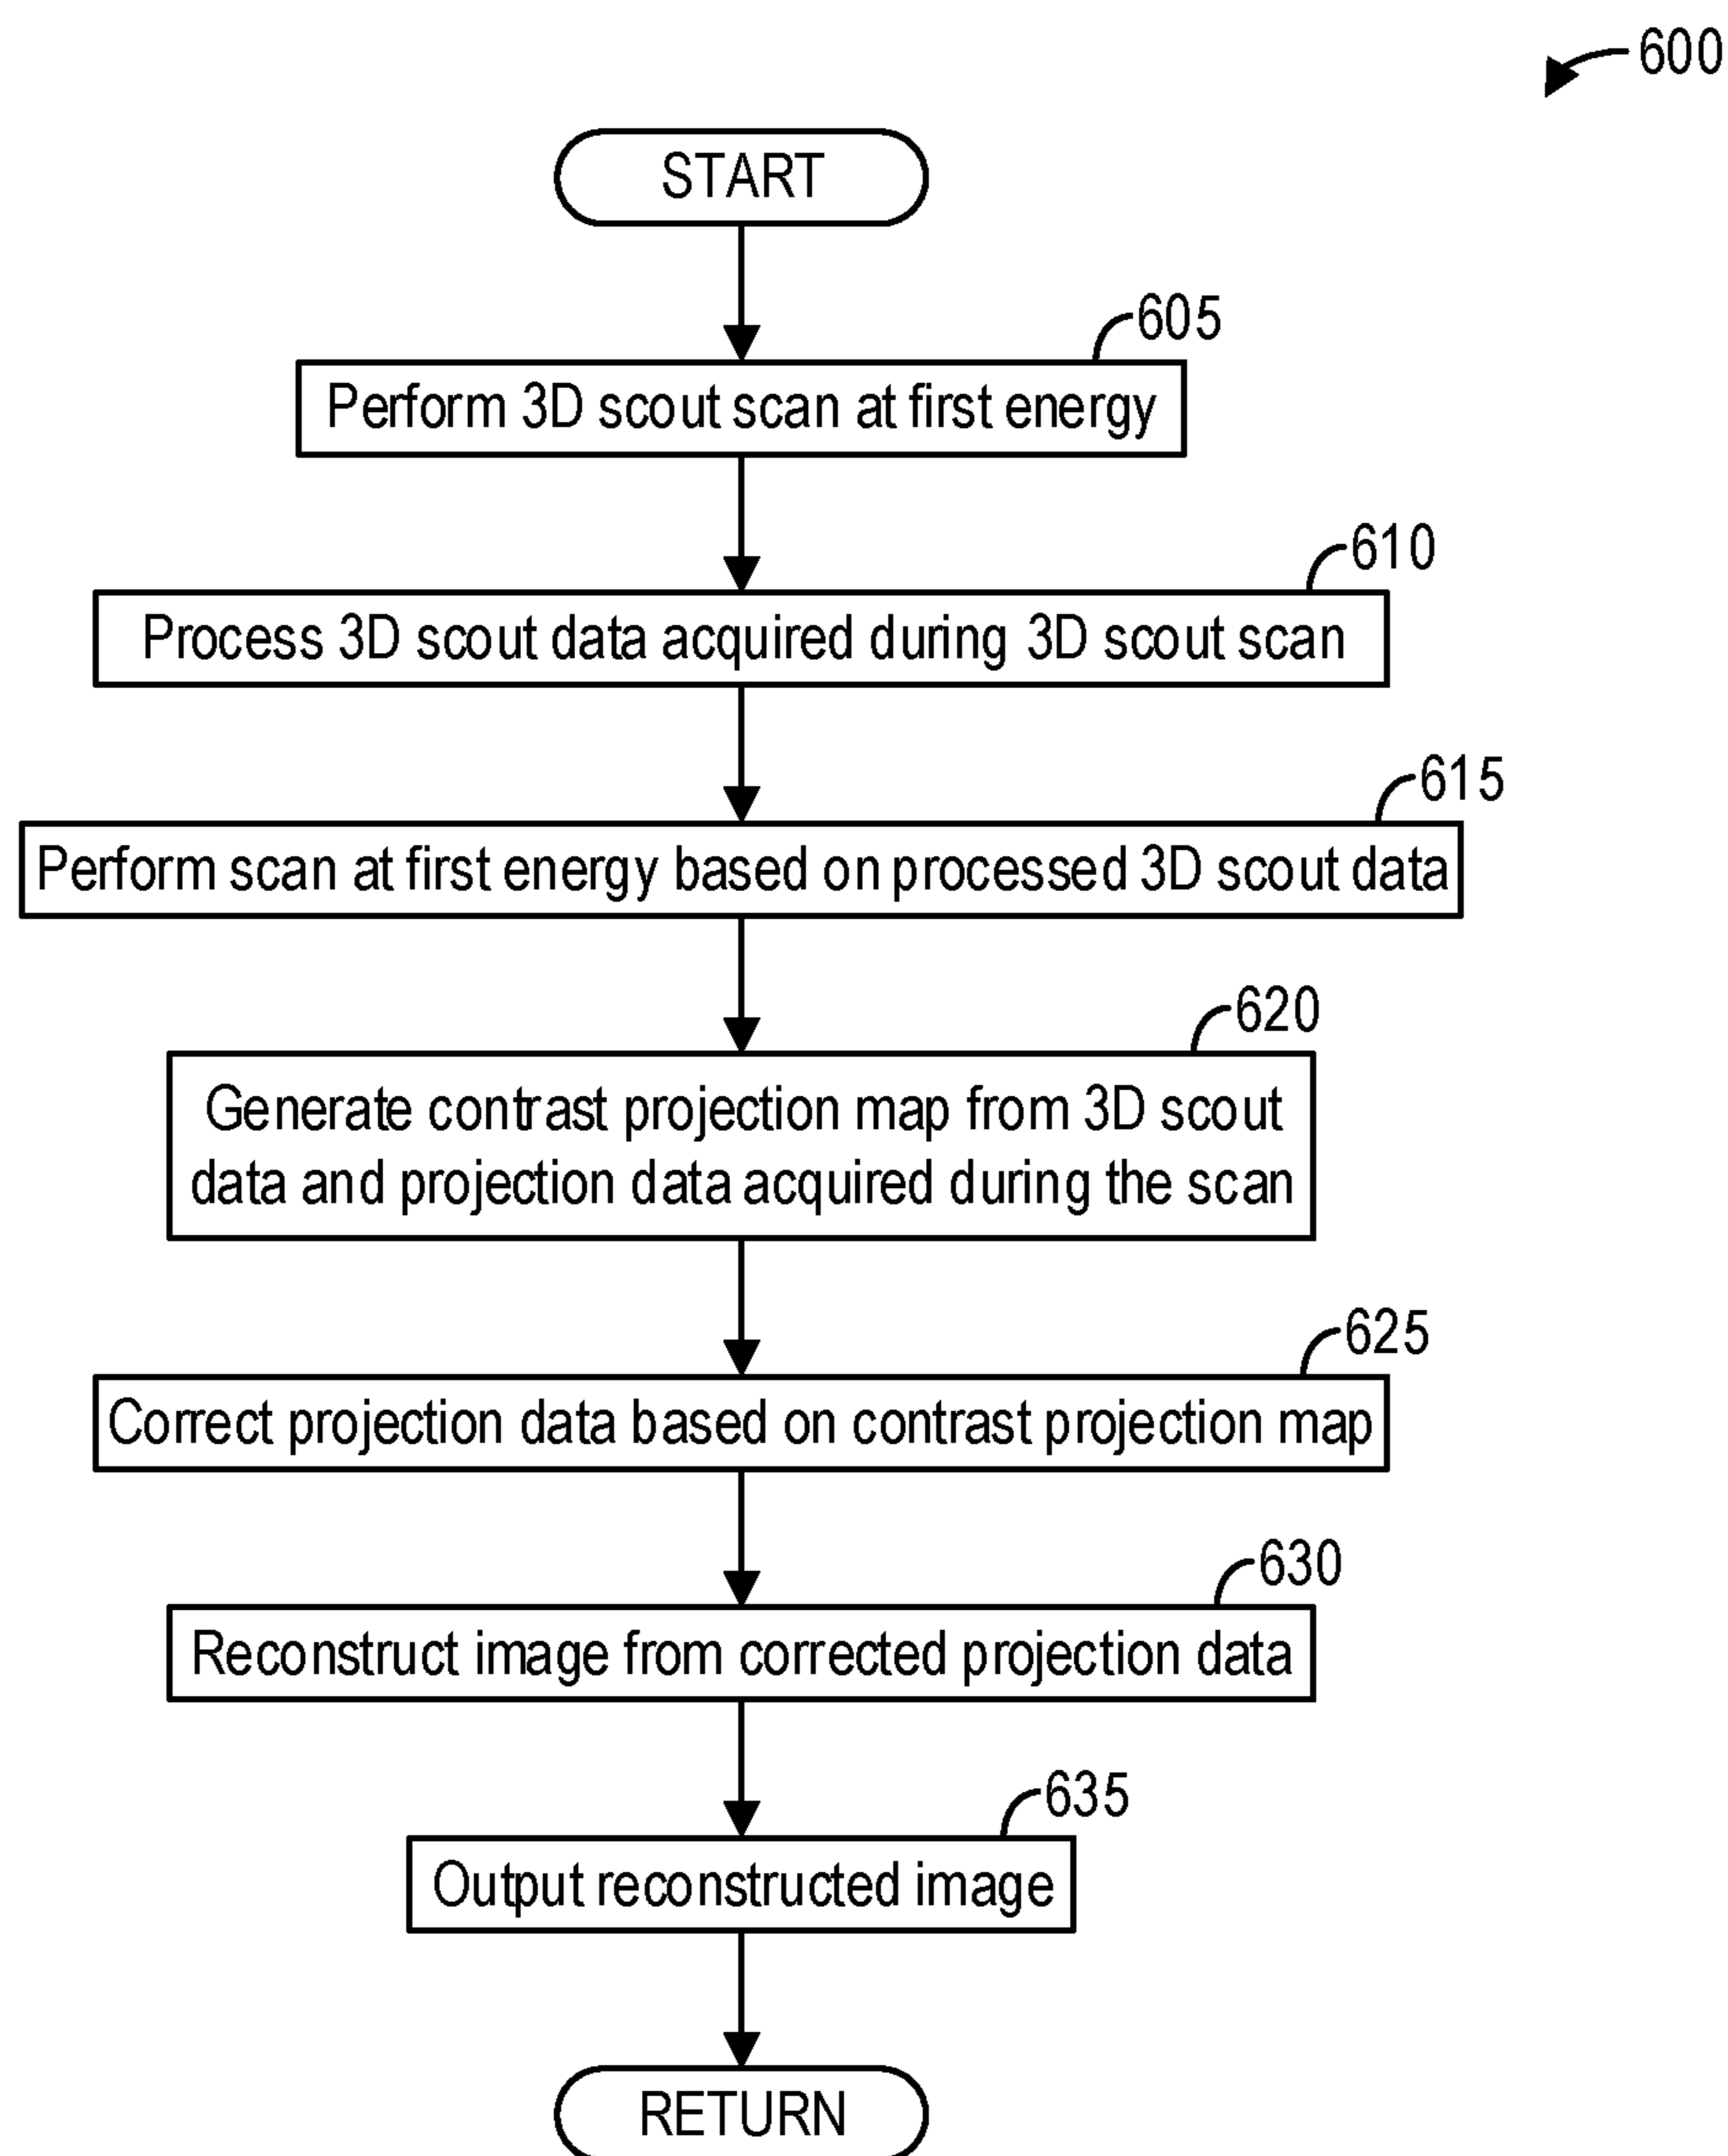 600
START
605
Perform 3D scout scan at first energy
610
Process 3D scout data acquired during 3D scout scan
615
Perform scan at first energy based on processed 3D scout data
620
Generate contrast projection map from 3D scout
data and projection data acquired during the scan
625
Correct projection data based on contrast projection map
630
Reconstruct image from corrected projection data
635
Output reconstructed image
RETURN